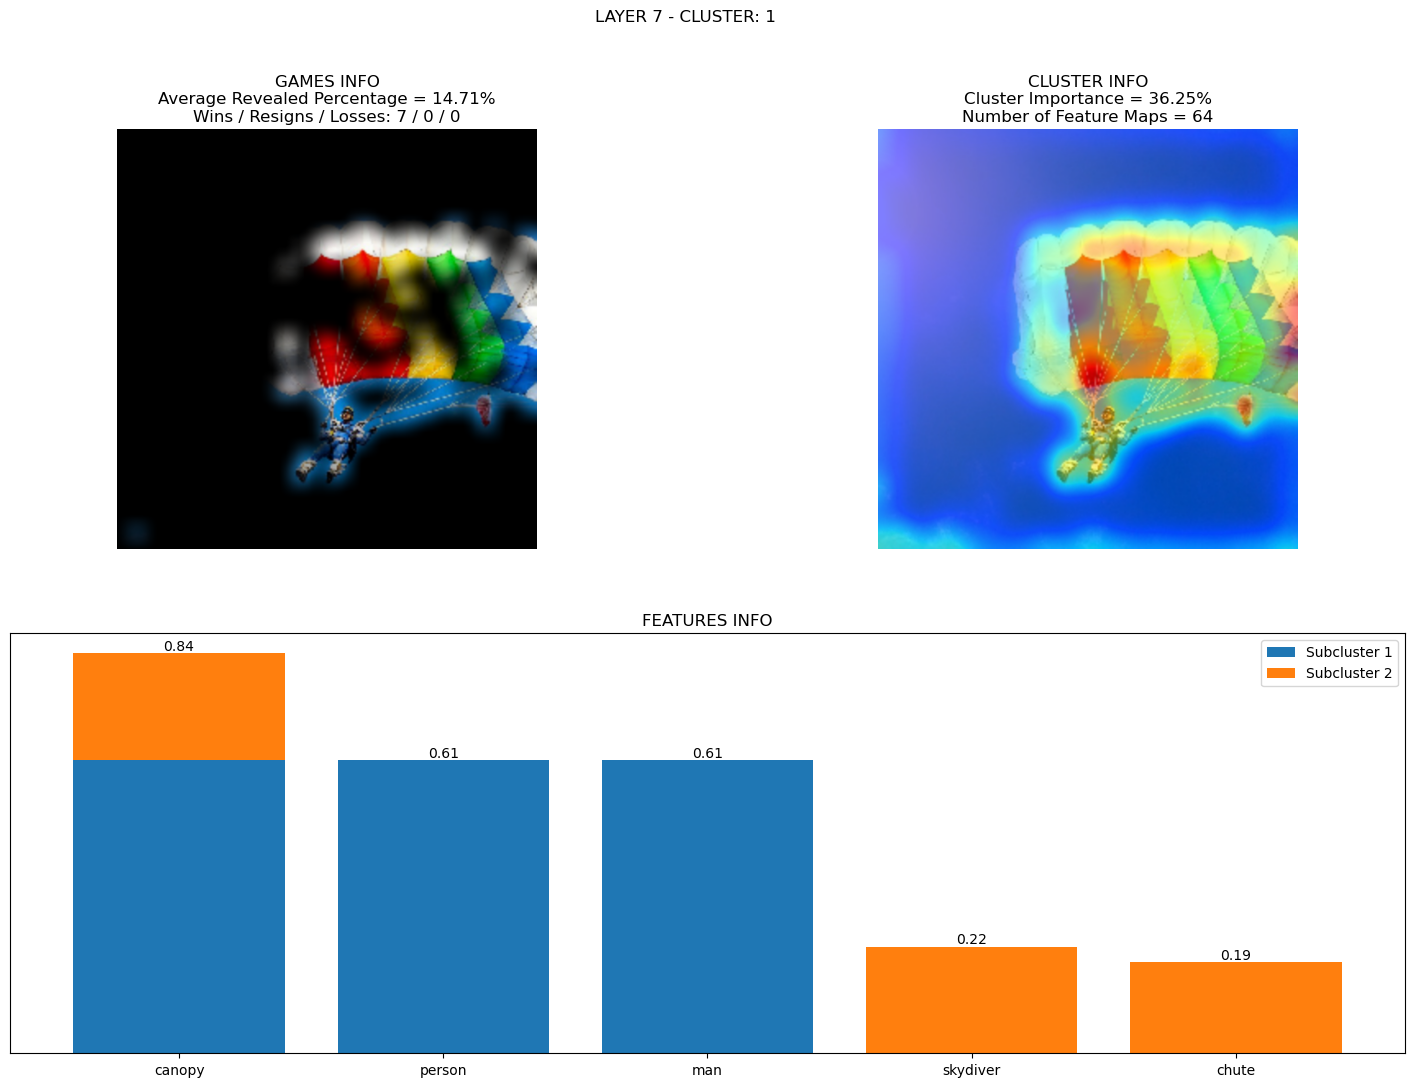 LAYER 7 - CLUSTER: 1
GAMES INFO
Average Revealed Percentage = 14.71%
Wins / Resigns / Losses: 7 / 0 / 0
CLUSTER INFO
Cluster Importance = 36.25%
Number of Feature Maps = 64
FEATURES INFO
0.84
0.61
0.61
0.22
0.19
Subcluster 1
Subcluster 2
canopy
person
man
skydiver
chute